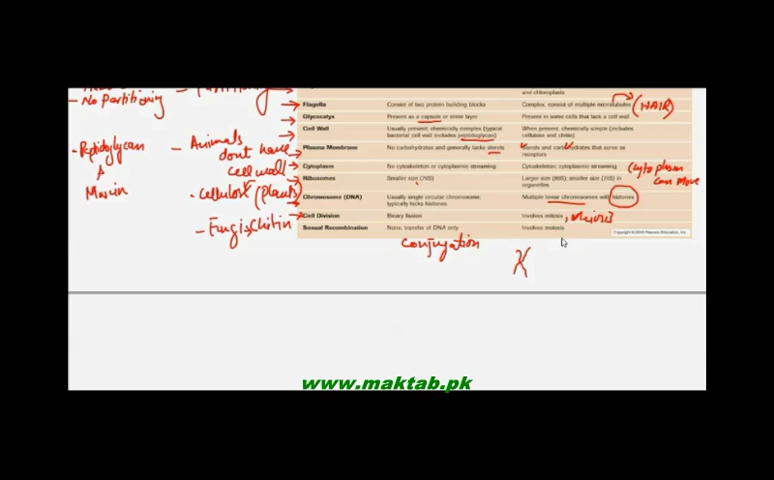 and chloroplasts
- No Partitioning
Flagella Consist of two protein building blocks Complex; consist of multiple microtubules (HAIR)
Glycocalyx Present as a capsule or slime layer Present in some cells that lack a cell wall
- Peptidoglycan - Animals
Cell Wall Usually present; chemically complex (typical When present, chemically simple (includes
bacterial cell wall includes peptidoglycan) cellulose and chitin)
dont have
Plasma Membrane No carbohydrates and generally lacks sterols Sterols and carbohydrates that serve as
receptors
cell wall
Cytoplasm No cytoskeleton or cytoplasmic streaming Cytoskeleton; cytoplasmic streaming (cytoplasm
can move
Ribosomes Smaller size (70S) Larger size (80S); smaller size (70S) in
organelles
- cellulose (plants)
Chromosome (DNA) Usually single circular chromosome; Multiple linear chromosomes with histones
typically lacks histones
Cell Division Binary fission Involves mitosis, Meiosis
- Fungi, Chitin
Sexual Recombination None; transfer of DNA only Involves meiosis
conjugation
www.maktab.pk